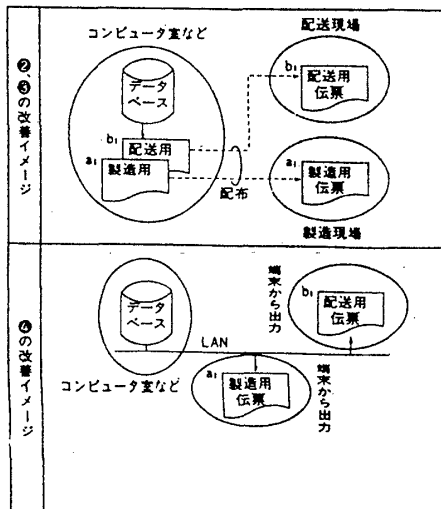 ❷、❸の改善イメージ
コンピュータ室など
データ
ベース
b₁
配送用
a₁
製造用
配布
配送現場
b₁
配送用
伝票
a₁
製造用
伝票
製造現場
❹の改善イメージ
データ
ベース
コンピュータ室など
LAN
a₁
製造用
伝票
端末から出力
端末から出力
b₁
配送用
伝票